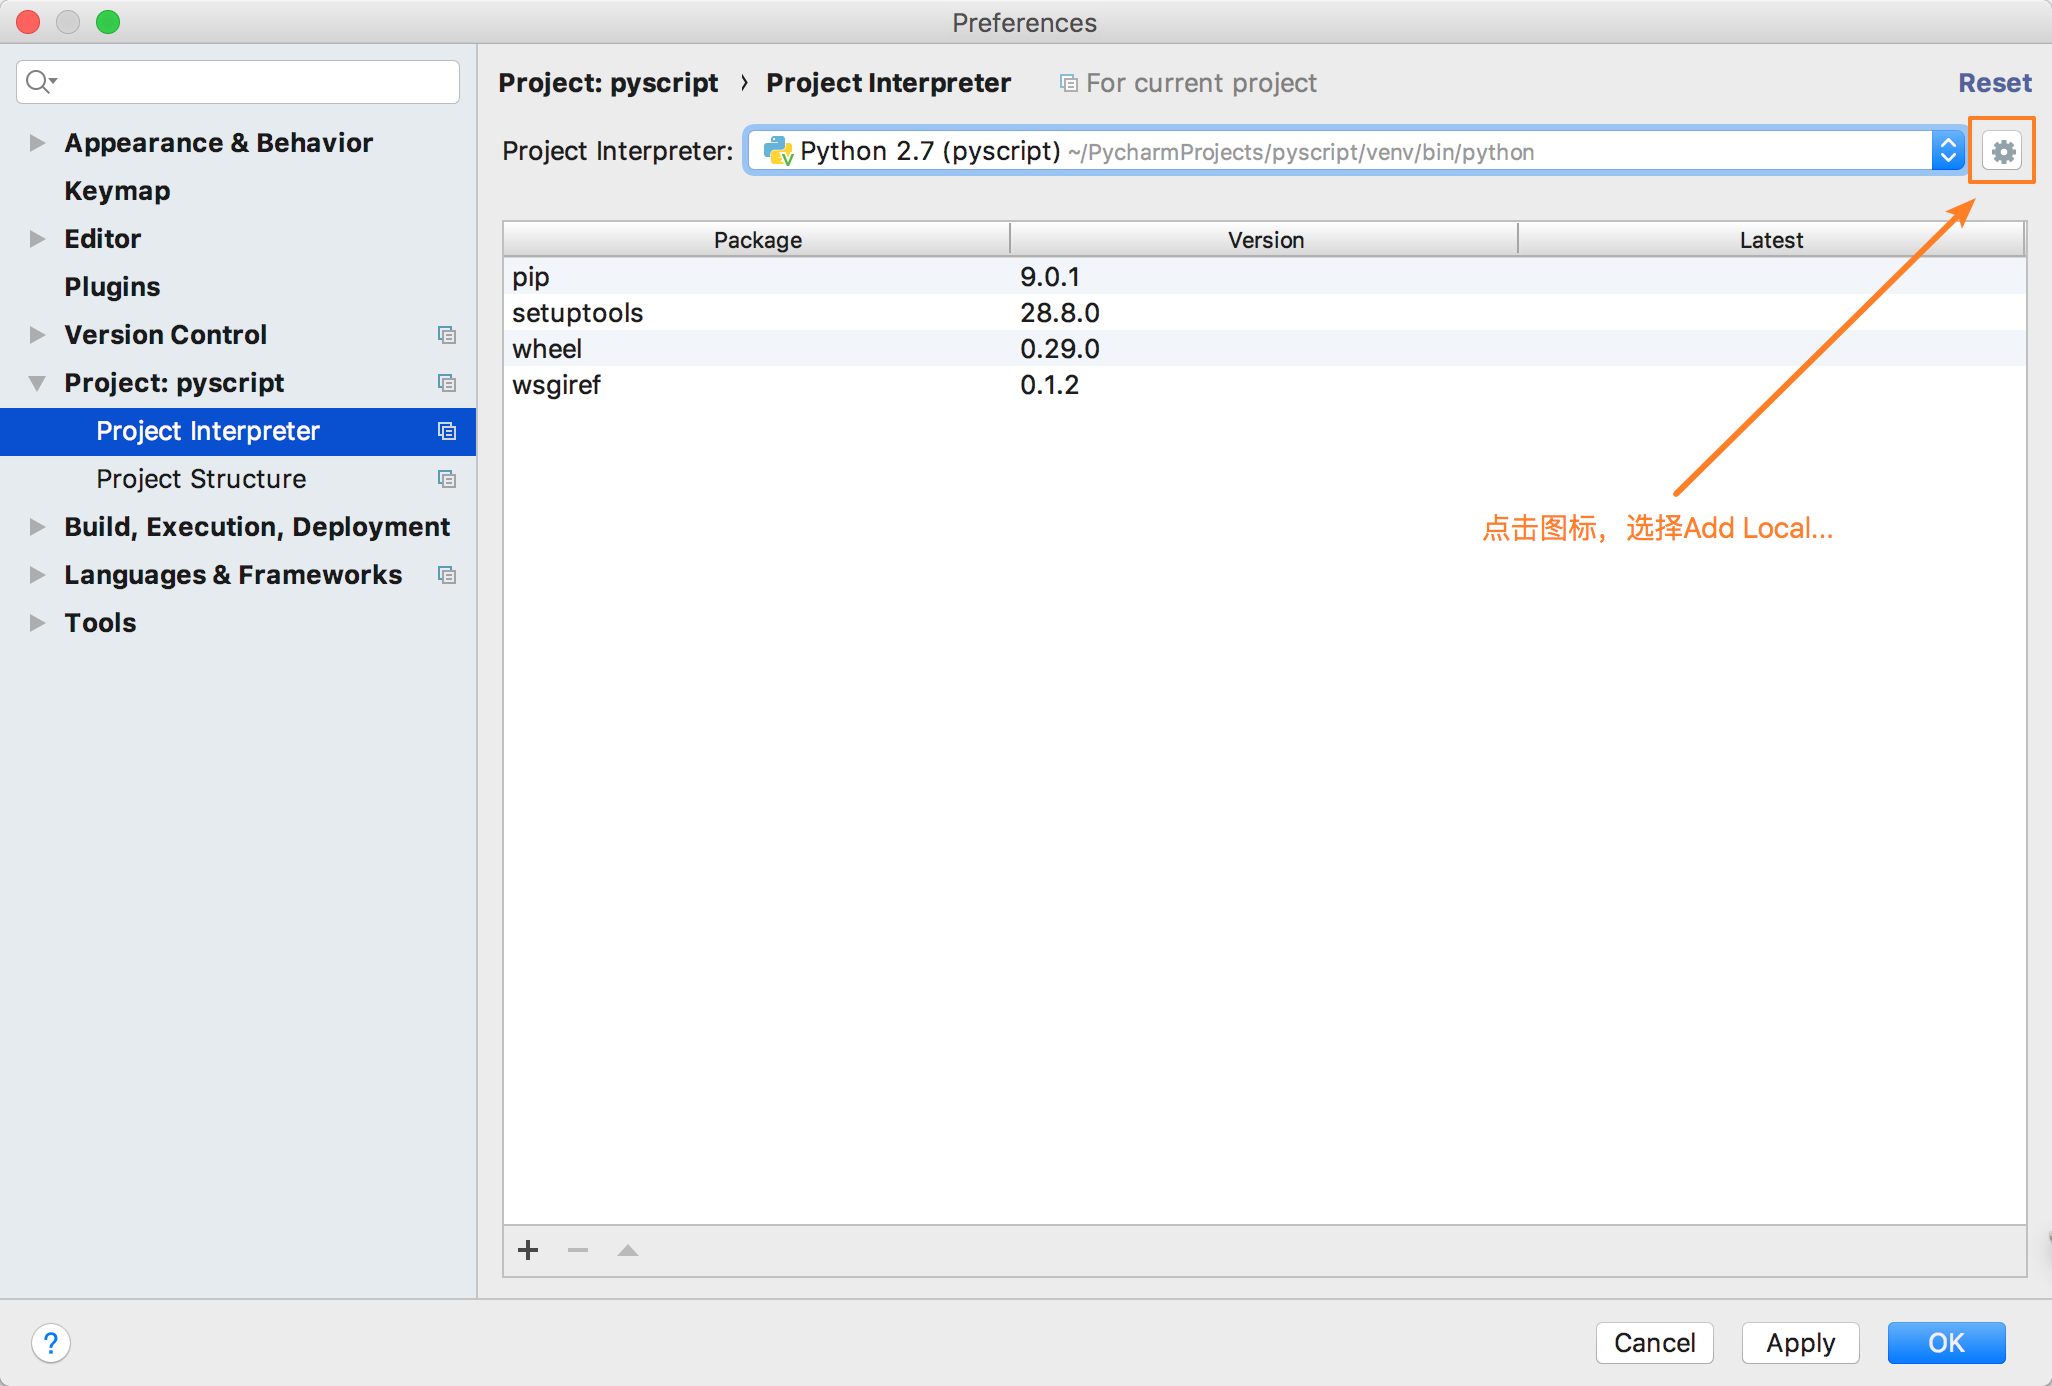 Preferences
Project: pyscript › Project Interpreter For current project Reset
Appearance & Behavior
Keymap
Editor
Plugins
Version Control
Project: pyscript
Project Interpreter
Project Structure
Build, Execution, Deployment
Languages & Frameworks
Tools
Project Interpreter: Python 2.7 (pyscript) ~/PycharmProjects/pyscript/venv/bin/python
Package Version Latest
pip 9.0.1
setuptools 28.8.0
wheel 0.29.0
wsgiref 0.1.2
点击图标，选择Add Local...
? Cancel Apply OK